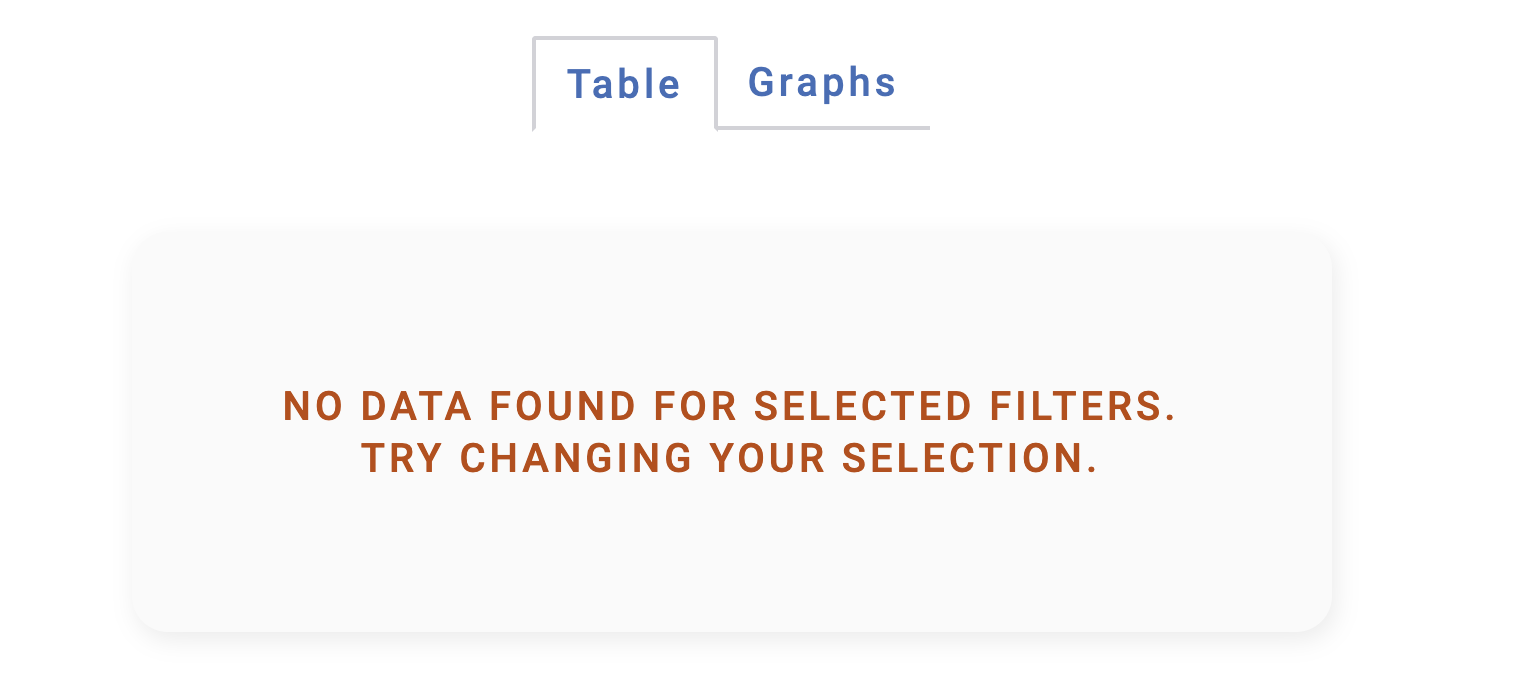 Table
Graphs
NO DATA FOUND FOR SELECTED FILTERS.
TRY CHANGING YOUR SELECTION.